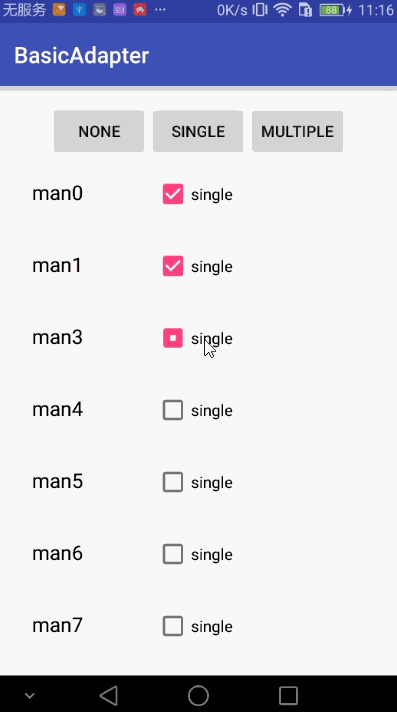 无服务 ... 0K/s 88 11:16
BasicAdapter
NONE SINGLE MULTIPLE
man0 single
man1 single
man3 single
man4 single
man5 single
man6 single
man7 single